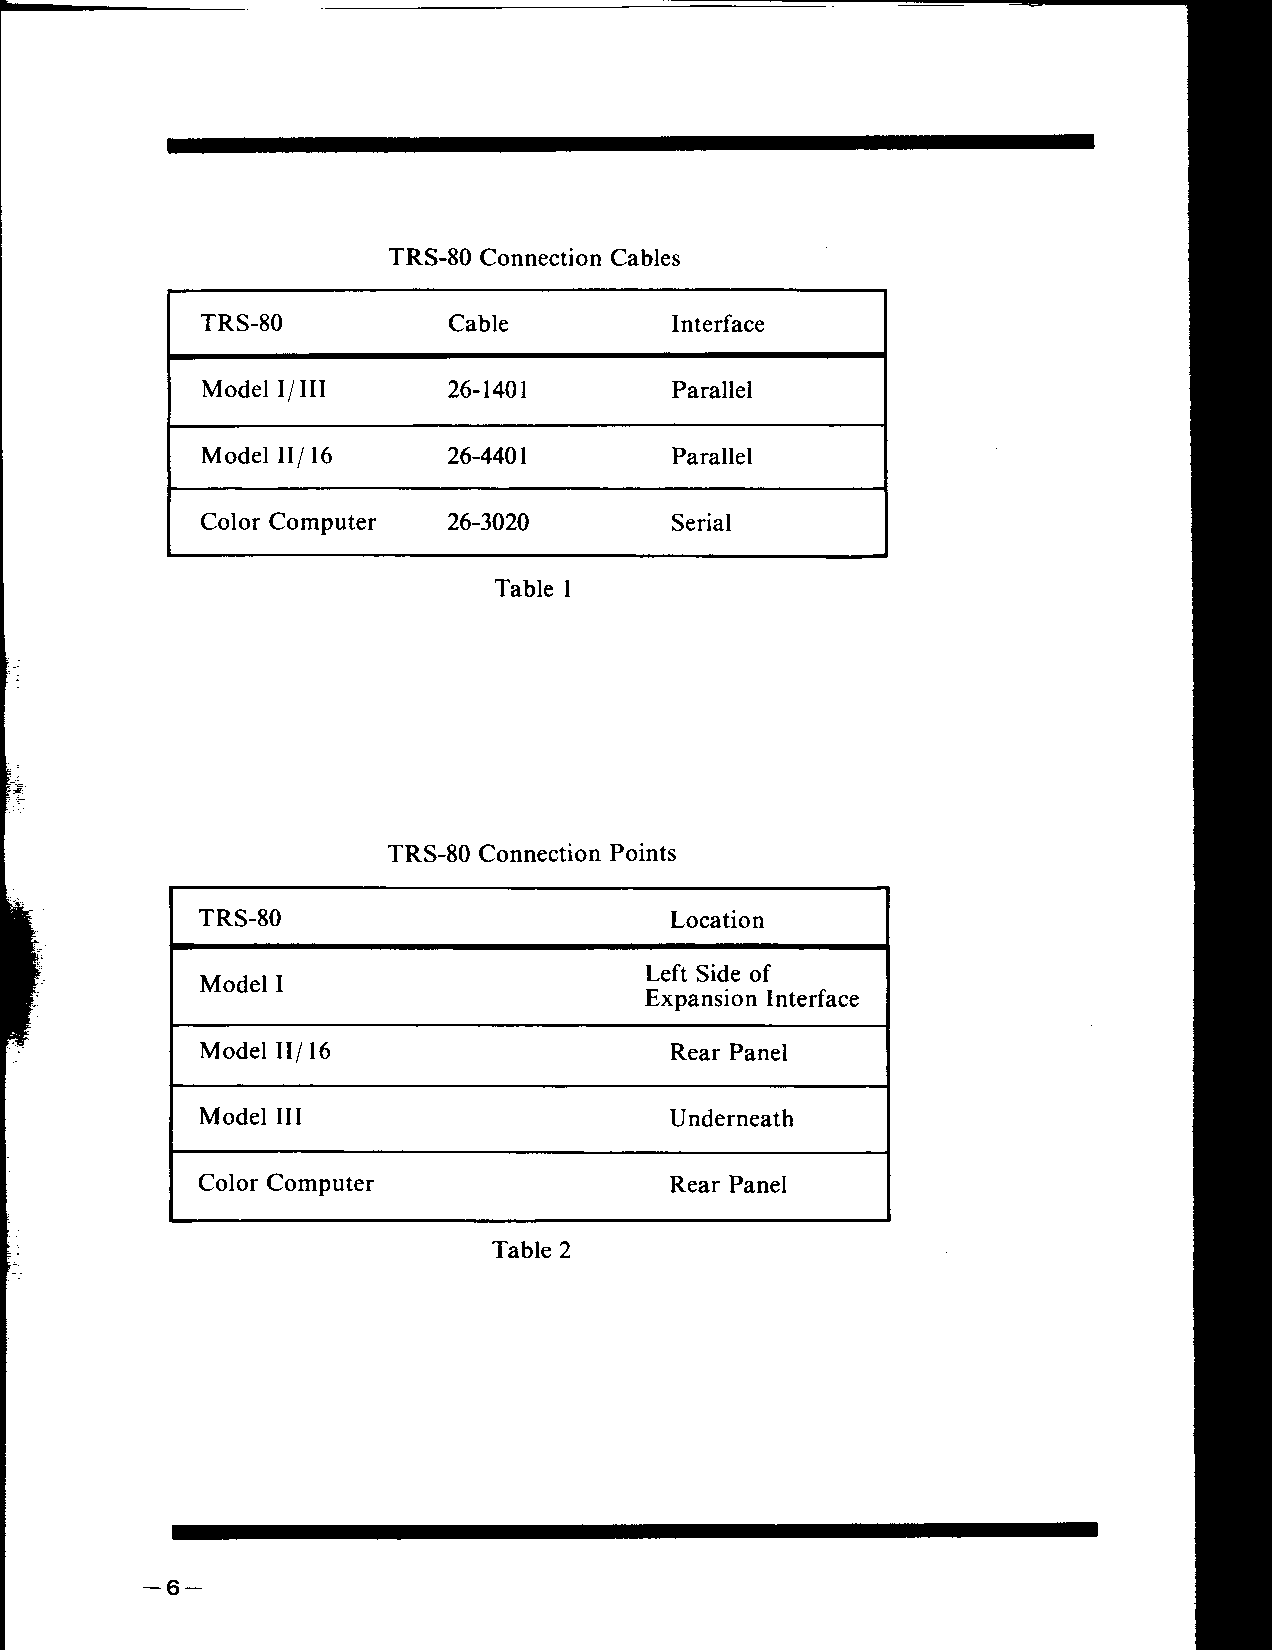 TRS-80 Connection Cables
TRS-80 Cable Interface
Model I/III 26-1401 Parallel
Model II/16 26-4401 Parallel
Color Computer 26-3020 Serial
Table 1
TRS-80 Connection Points
TRS-80 Location
Model I Left Side of
Expansion Interface
Model II/16 Rear Panel
Model III Underneath
Color Computer Rear Panel
Table 2
—6—